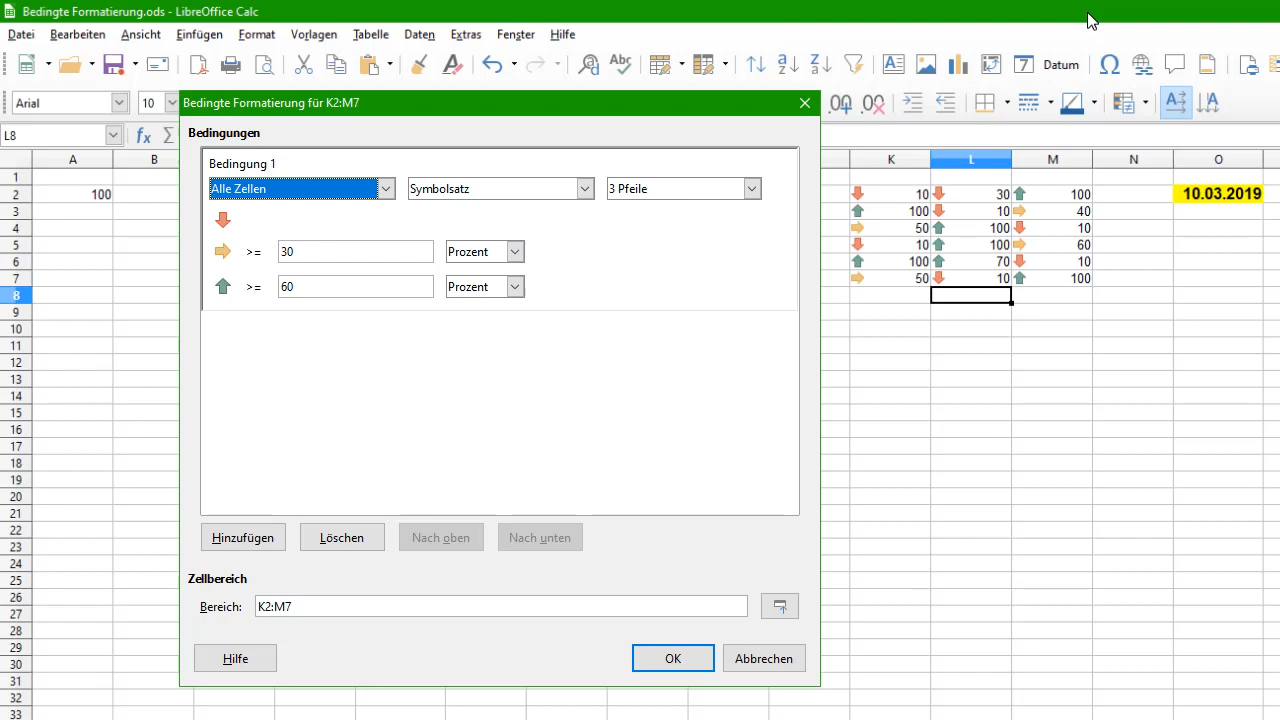 Bedingte Formatierung.ods - LibreOffice Calc
Datei Bearbeiten Ansicht Einfügen Format Vorlagen Tabelle Daten Extras Fenster Hilfe
Datum
Arial 10
L8
Bedingte Formatierung für K2:M7
Bedingungen
Bedingung 1
Alle Zellen Symbolsatz 3 Pfeile
>= 30 Prozent
>= 60 Prozent
Hinzufügen Löschen Nach oben Nach unten
Zellbereich
Bereich: K2:M7
Hilfe OK Abbrechen
A B K L M N O
1
2 100 10 30 100 10.03.2019
3 100 10 40
4 50 100 10
5 10 100 60
6 100 70 10
7 50 10 100
8
9
10
11
12
13
14
15
16
17
18
19
20
21
22
23
24
25
26
27
28
29
30
31
32
33